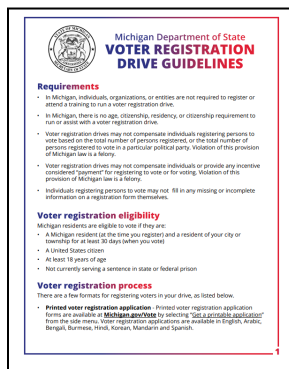 Michigan Department of State
VOTER REGISTRATION
DRIVE GUIDELINES
Requirements
• In Michigan, individuals, organizations, or entities are not required to register or
attend a training to run a voter registration drive.
• In Michigan, there is no age, citizenship, residency, or citizenship requirement to
run or assist with a voter registration drive.
• Voter registration drives may not compensate individuals registering persons to
vote based on the total number of persons registered, or the total number of
persons registered to vote in a particular political party. Violation of this provision
of Michigan law is a felony.
• Voter registration drives may not compensate individuals or provide any incentive
considered "payment" for registering to vote or for voting. Violation of this
provision of Michigan law is a felony.
• Individuals registering persons to vote may not fill in any missing or incomplete
information on a registration form themselves.
Voter registration eligibility
Michigan residents are eligible to vote if they are:
• A Michigan resident (at the time you register) and a resident of your city or
township for at least 30 days (when you vote)
• A United States citizen
• At least 18 years of age
• Not currently serving a sentence in state or federal prison
Voter registration process
There are a few formats for registering voters in your drive, as listed below.
• Printed voter registration application - Printed voter registration application
forms are available at Michigan.gov/Vote by selecting "Get a printable application"
from the side menu. Voter registration applications are available in English, Arabic,
Bengali, Burmese, Hindi, Korean, Mandarin and Spanish.
1